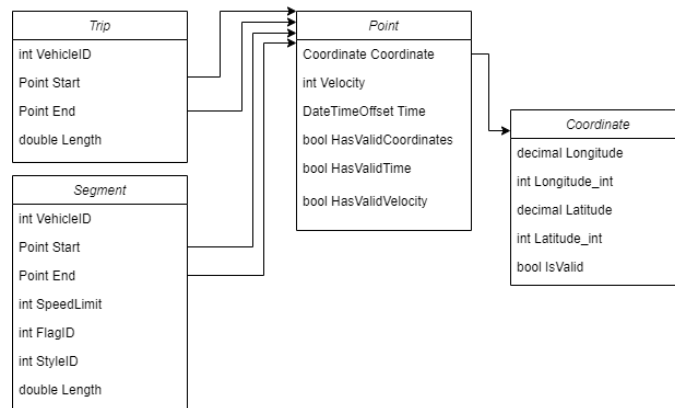 Trip
int VehicleID
Point Start
Point End
double Length
Segment
int VehicleID
Point Start
Point End
int SpeedLimit
int FlagID
int StyleID
double Length
Point
Coordinate Coordinate
int Velocity
DateTimeOffset Time
bool HasValidCoordinates
bool HasValidTime
bool HasValidVelocity
Coordinate
decimal Longitude
int Longitude_int
decimal Latitude
int Latitude_int
bool IsValid